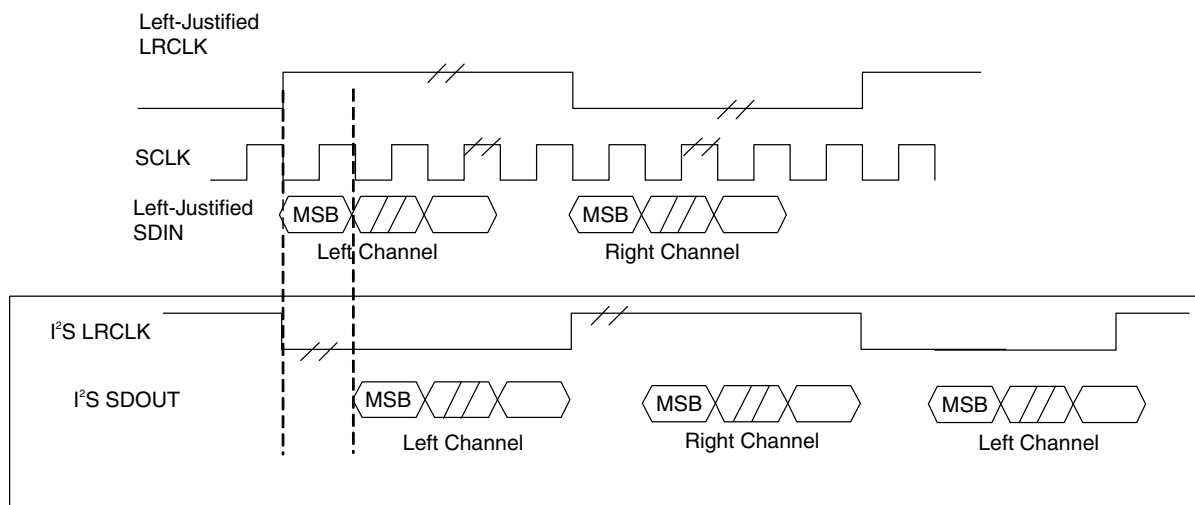 Left-Justified
LRCLK
SCLK
Left-Justified
SDIN
MSB
MSB
Left Channel
Right Channel
I²S LRCLK
I²S SDOUT
MSB
MSB
MSB
Left Channel
Right Channel
Left Channel